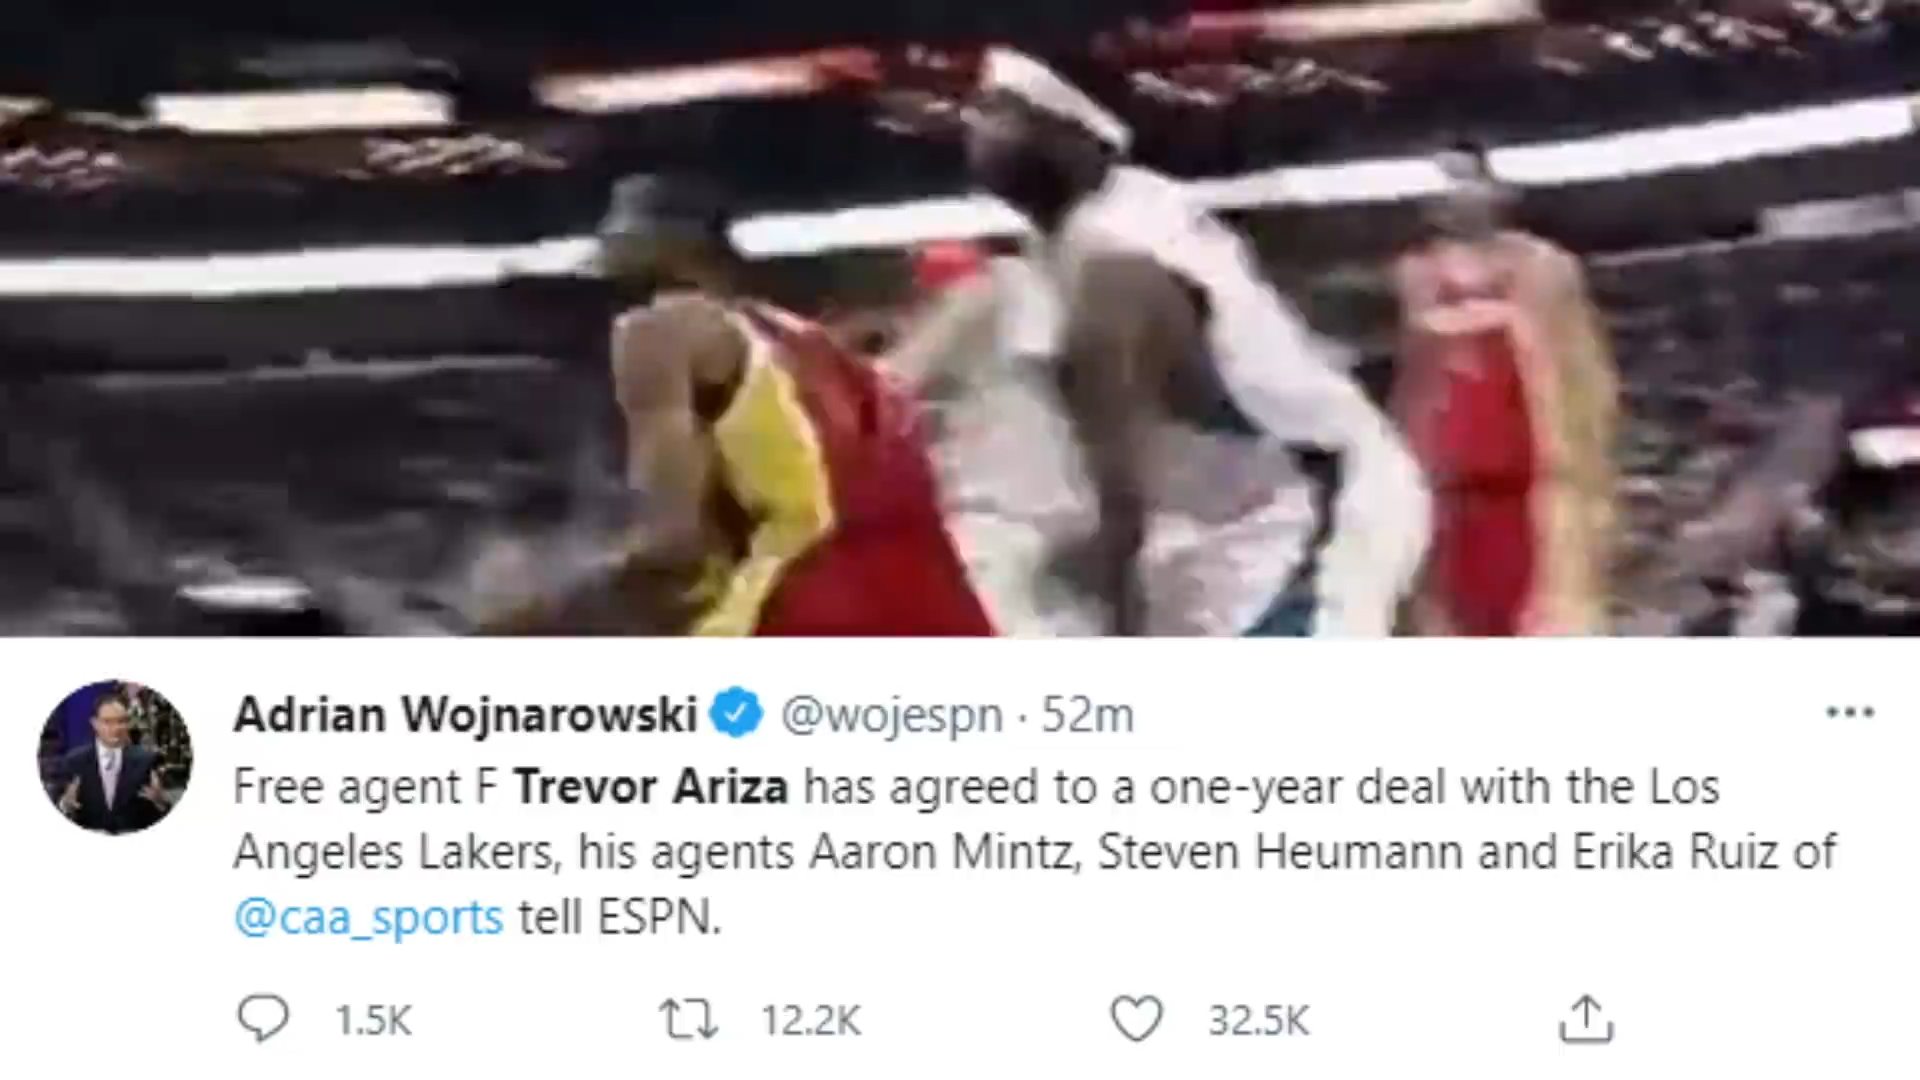 Adrian Wojnarowski @wojespn · 52m
Free agent F Trevor Ariza has agreed to a one-year deal with the Los
Angeles Lakers, his agents Aaron Mintz, Steven Heumann and Erika Ruiz of
@caa_sports tell ESPN.
1.5K 12.2K 32.5K